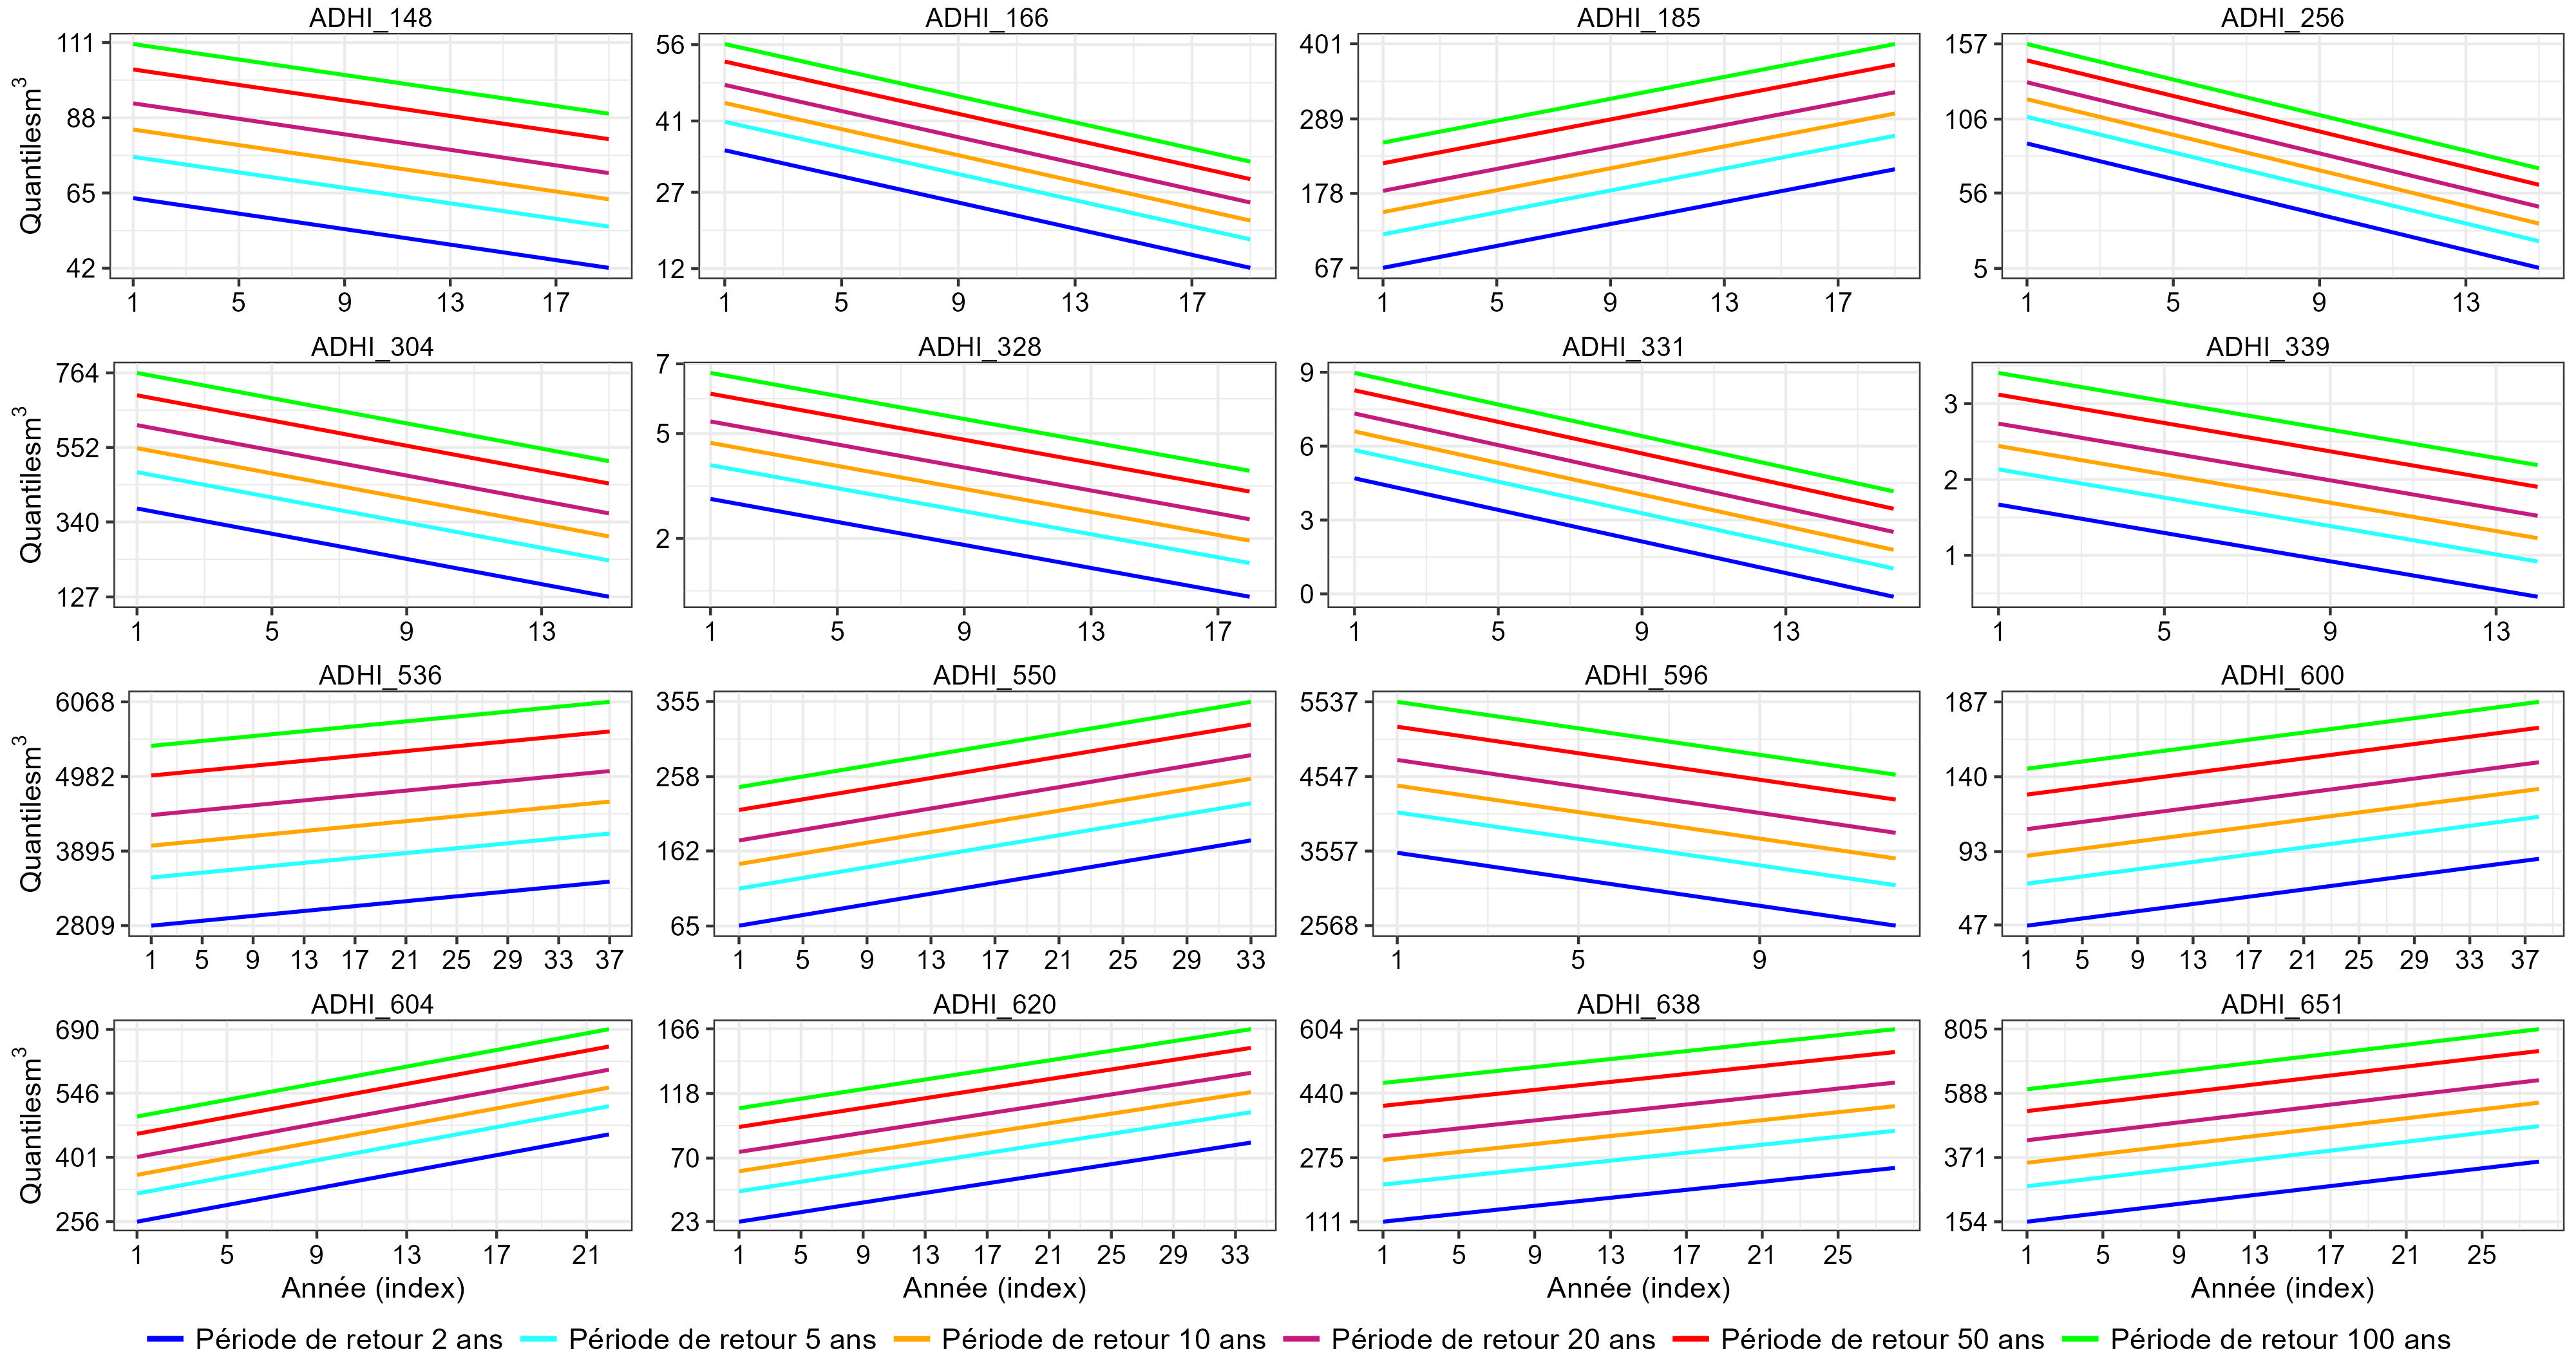 ADHI_148 ADHI_166 ADHI_185 ADHI_256
Quantilesm³
111 88 65 42
1 5 9 13 17
56 41 27 12
1 5 9 13 17
401 289 178 67
1 5 9 13 17
157 106 56 5
1 5 9 13
ADHI_304 ADHI_328 ADHI_331 ADHI_339
Quantilesm³
764 552 340 127
1 5 9 13
7 5 2
1 5 9 13 17
9 6 3 0
1 5 9 13
3 2 1
1 5 9 13
ADHI_536 ADHI_550 ADHI_596 ADHI_600
Quantilesm³
6068 4982 3895 2809
1 5 9 13 17 21 25 29 33 37
355 258 162 65
1 5 9 13 17 21 25 29 33
5537 4547 3557 2568
1 5 9
187 140 93 47
1 5 9 13 17 21 25 29 33 37
ADHI_604 ADHI_620 ADHI_638 ADHI_651
Quantilesm³
690 546 401 256
1 5 9 13 17 21
166 118 70 23
1 5 9 13 17 21 25 29 33
604 440 275 111
1 5 9 13 17 21 25
805 588 371 154
1 5 9 13 17 21 25
Année (index) Année (index) Année (index) Année (index)
Période de retour 2 ans Période de retour 5 ans Période de retour 10 ans Période de retour 20 ans Période de retour 50 ans Période de retour 100 ans